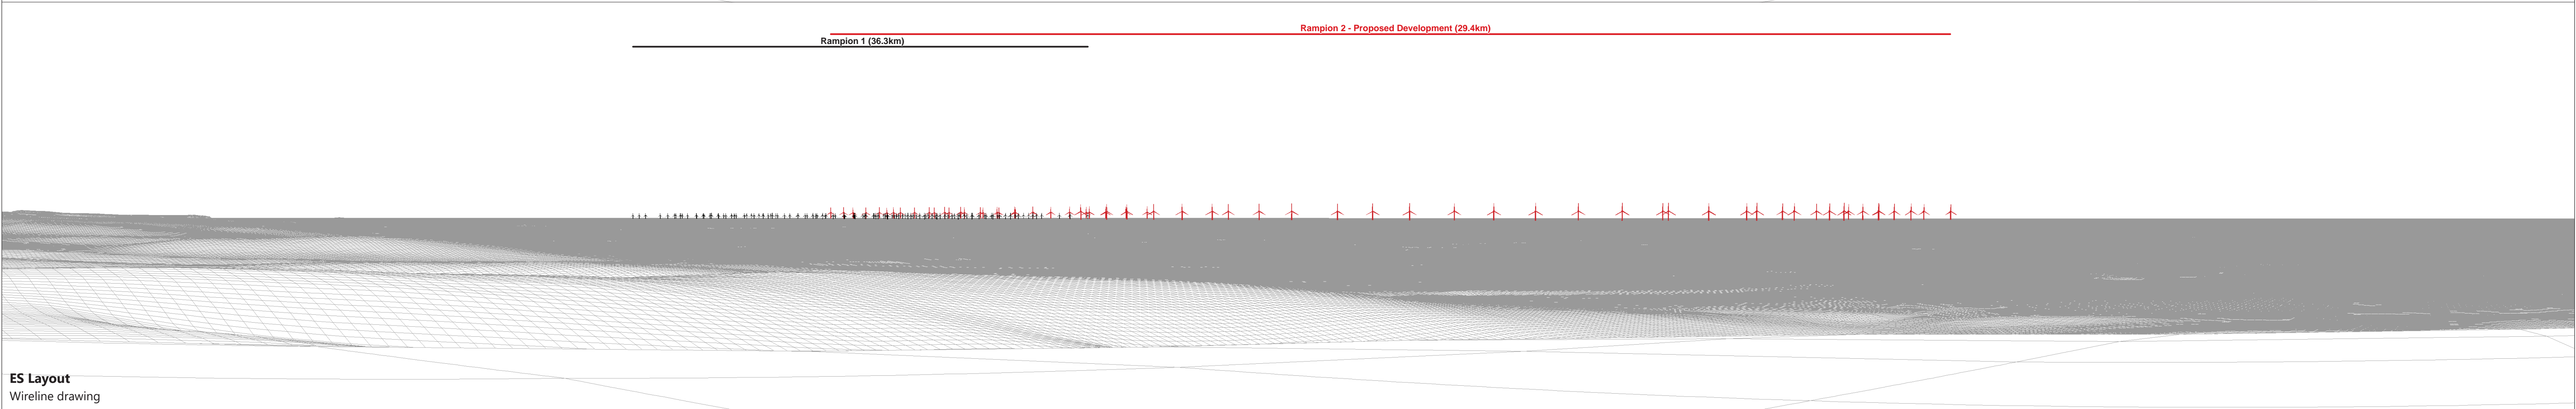 Rampion 2 - Proposed Development (29.4km)
Rampion 1 (36.3km)
ES Layout
Wireline drawing